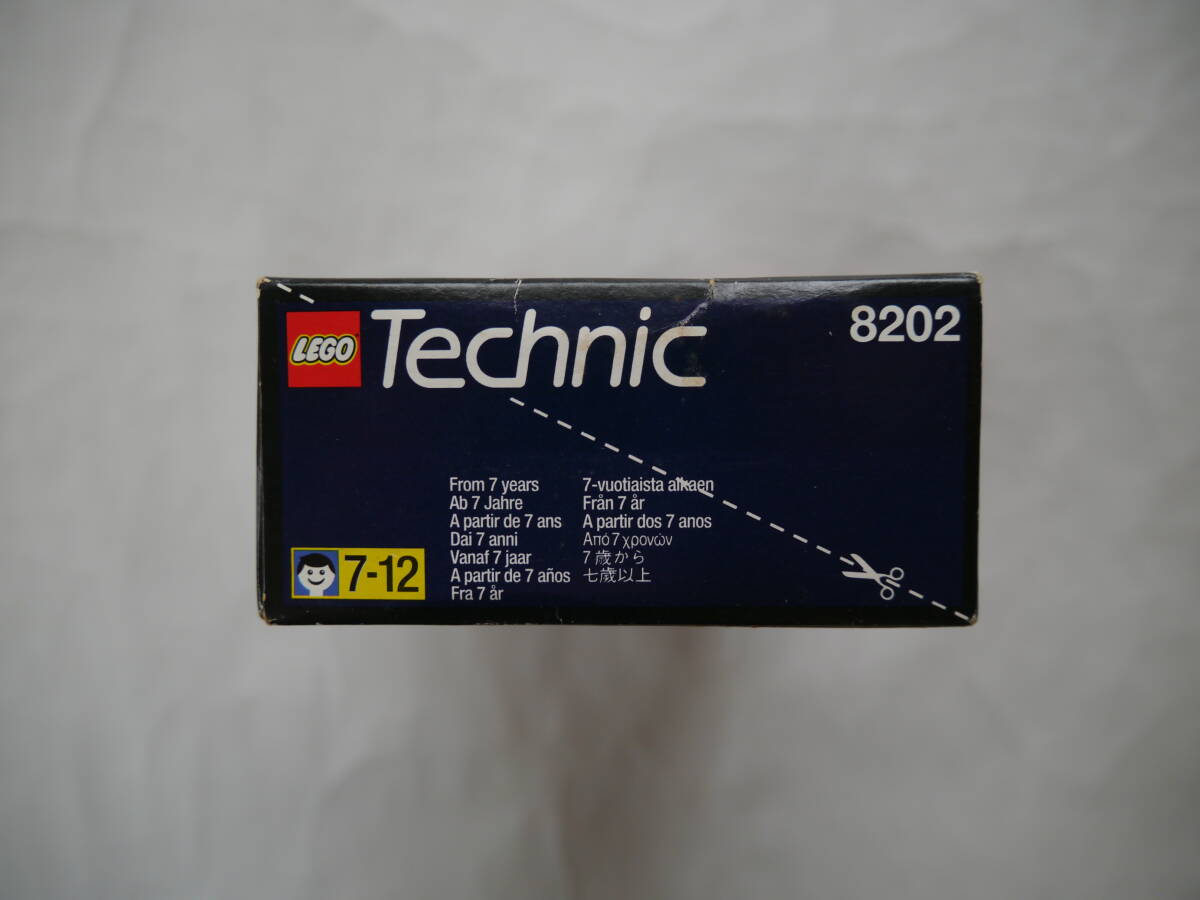 LEGO Technic
8202
From 7 years
Ab 7 Jahre
A partir de 7 ans
Dai 7 anni
Vanaf 7 jaar
A partir de 7 años
Fra 7 år
7-vuotiaista alkaen
Från 7 år
A partir dos 7 anos
Από 7 χρονών
7歳から
七歲以上
7-12